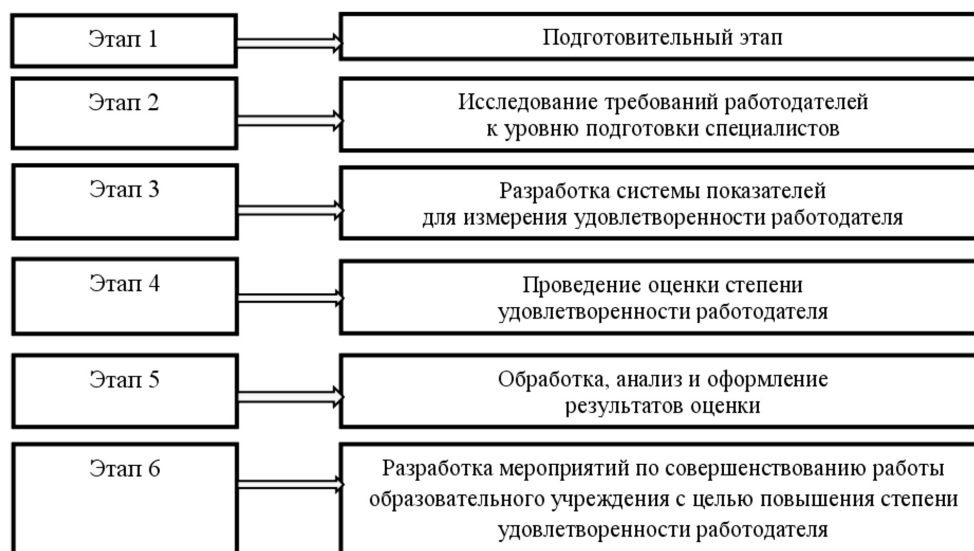 Этап 1
Подготовительный этап
Этап 2
Исследование требований работодателей
к уровню подготовки специалистов
Этап 3
Разработка системы показателей
для измерения удовлетворенности работодателя
Этап 4
Проведение оценки степени
удовлетворенности работодателя
Этап 5
Обработка, анализ и оформление
результатов оценки
Этап 6
Разработка мероприятий по совершенствованию работы
образовательного учреждения с целью повышения степени
удовлетворенности работодателя